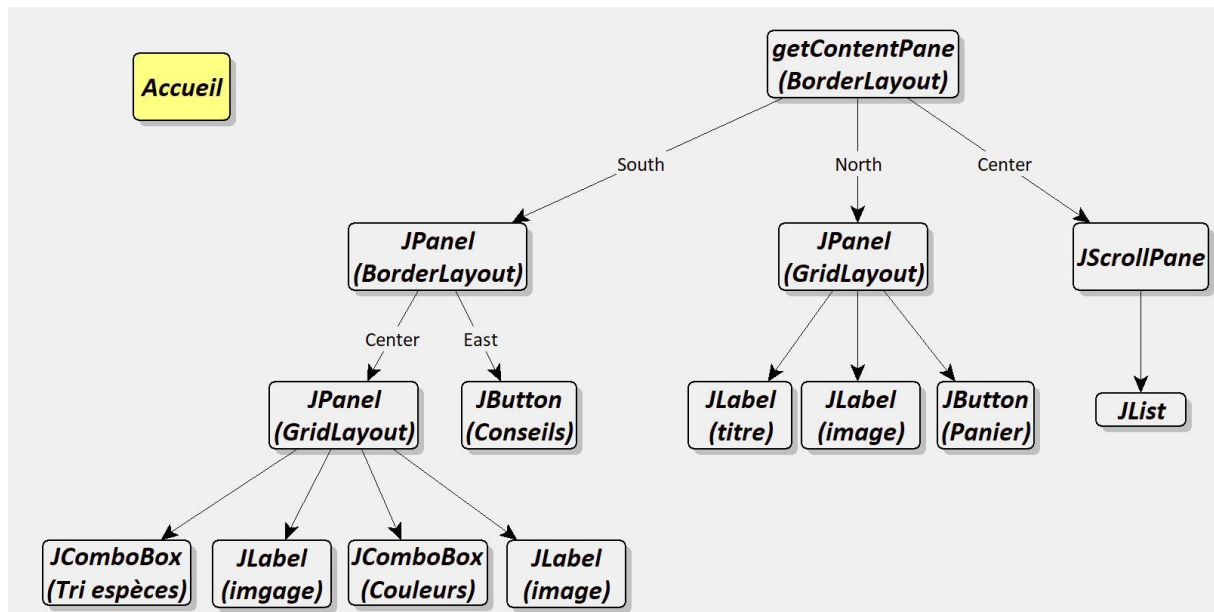 getContentPane
(BorderLayout)
Accueil
South
North
Center
JPanel
(BorderLayout)
JPanel
(GridLayout)
JScrollPane
Center
East
JPanel
(GridLayout)
JButton
(Conseils)
JLabel
(titre)
JLabel
(image)
JButton
(Panier)
JList
JComboBox
(Tri espèces)
JLabel
(imgage)
JComboBox
(Couleurs)
JLabel
(image)